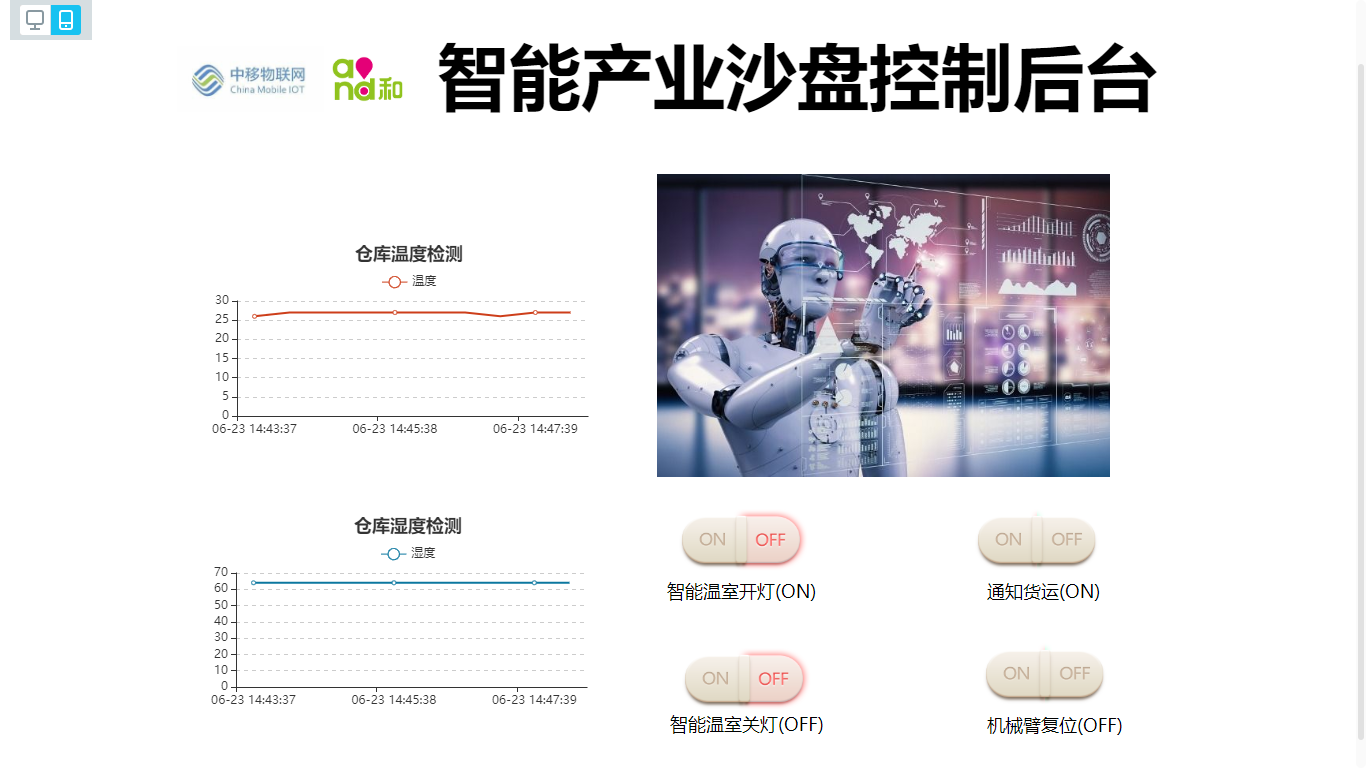 中移物联网
China Mobile IOT
and和
智能产业沙盘控制后台
仓库温度检测
温度
30
25
20
15
10
5
0
06-23 14:43:37 06-23 14:45:38 06-23 14:47:39
仓库湿度检测
湿度
70
60
50
40
30
20
10
0
06-23 14:43:37 06-23 14:45:38 06-23 14:47:39
ON OFF
智能温室开灯(ON)
ON OFF
通知货运(ON)
ON OFF
智能温室关灯(OFF)
ON OFF
机械臂复位(OFF)